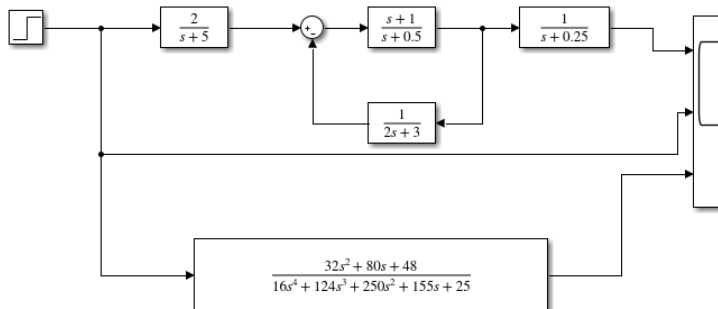 2
s + 5
+
-
s + 1
s + 0.5
1
s + 0.25
1
2s + 3
32s² + 80s + 48
16s⁴ + 124s³ + 250s² + 155s + 25